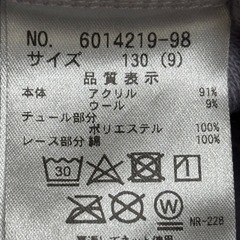 NO. 6014219-98
サイズ 130 (9)
品質表示
本体 アクリル 91%
ウール 9%
チュール部分
ポリエステル 100%
レース部分 綿 100%
30
W
NR-228